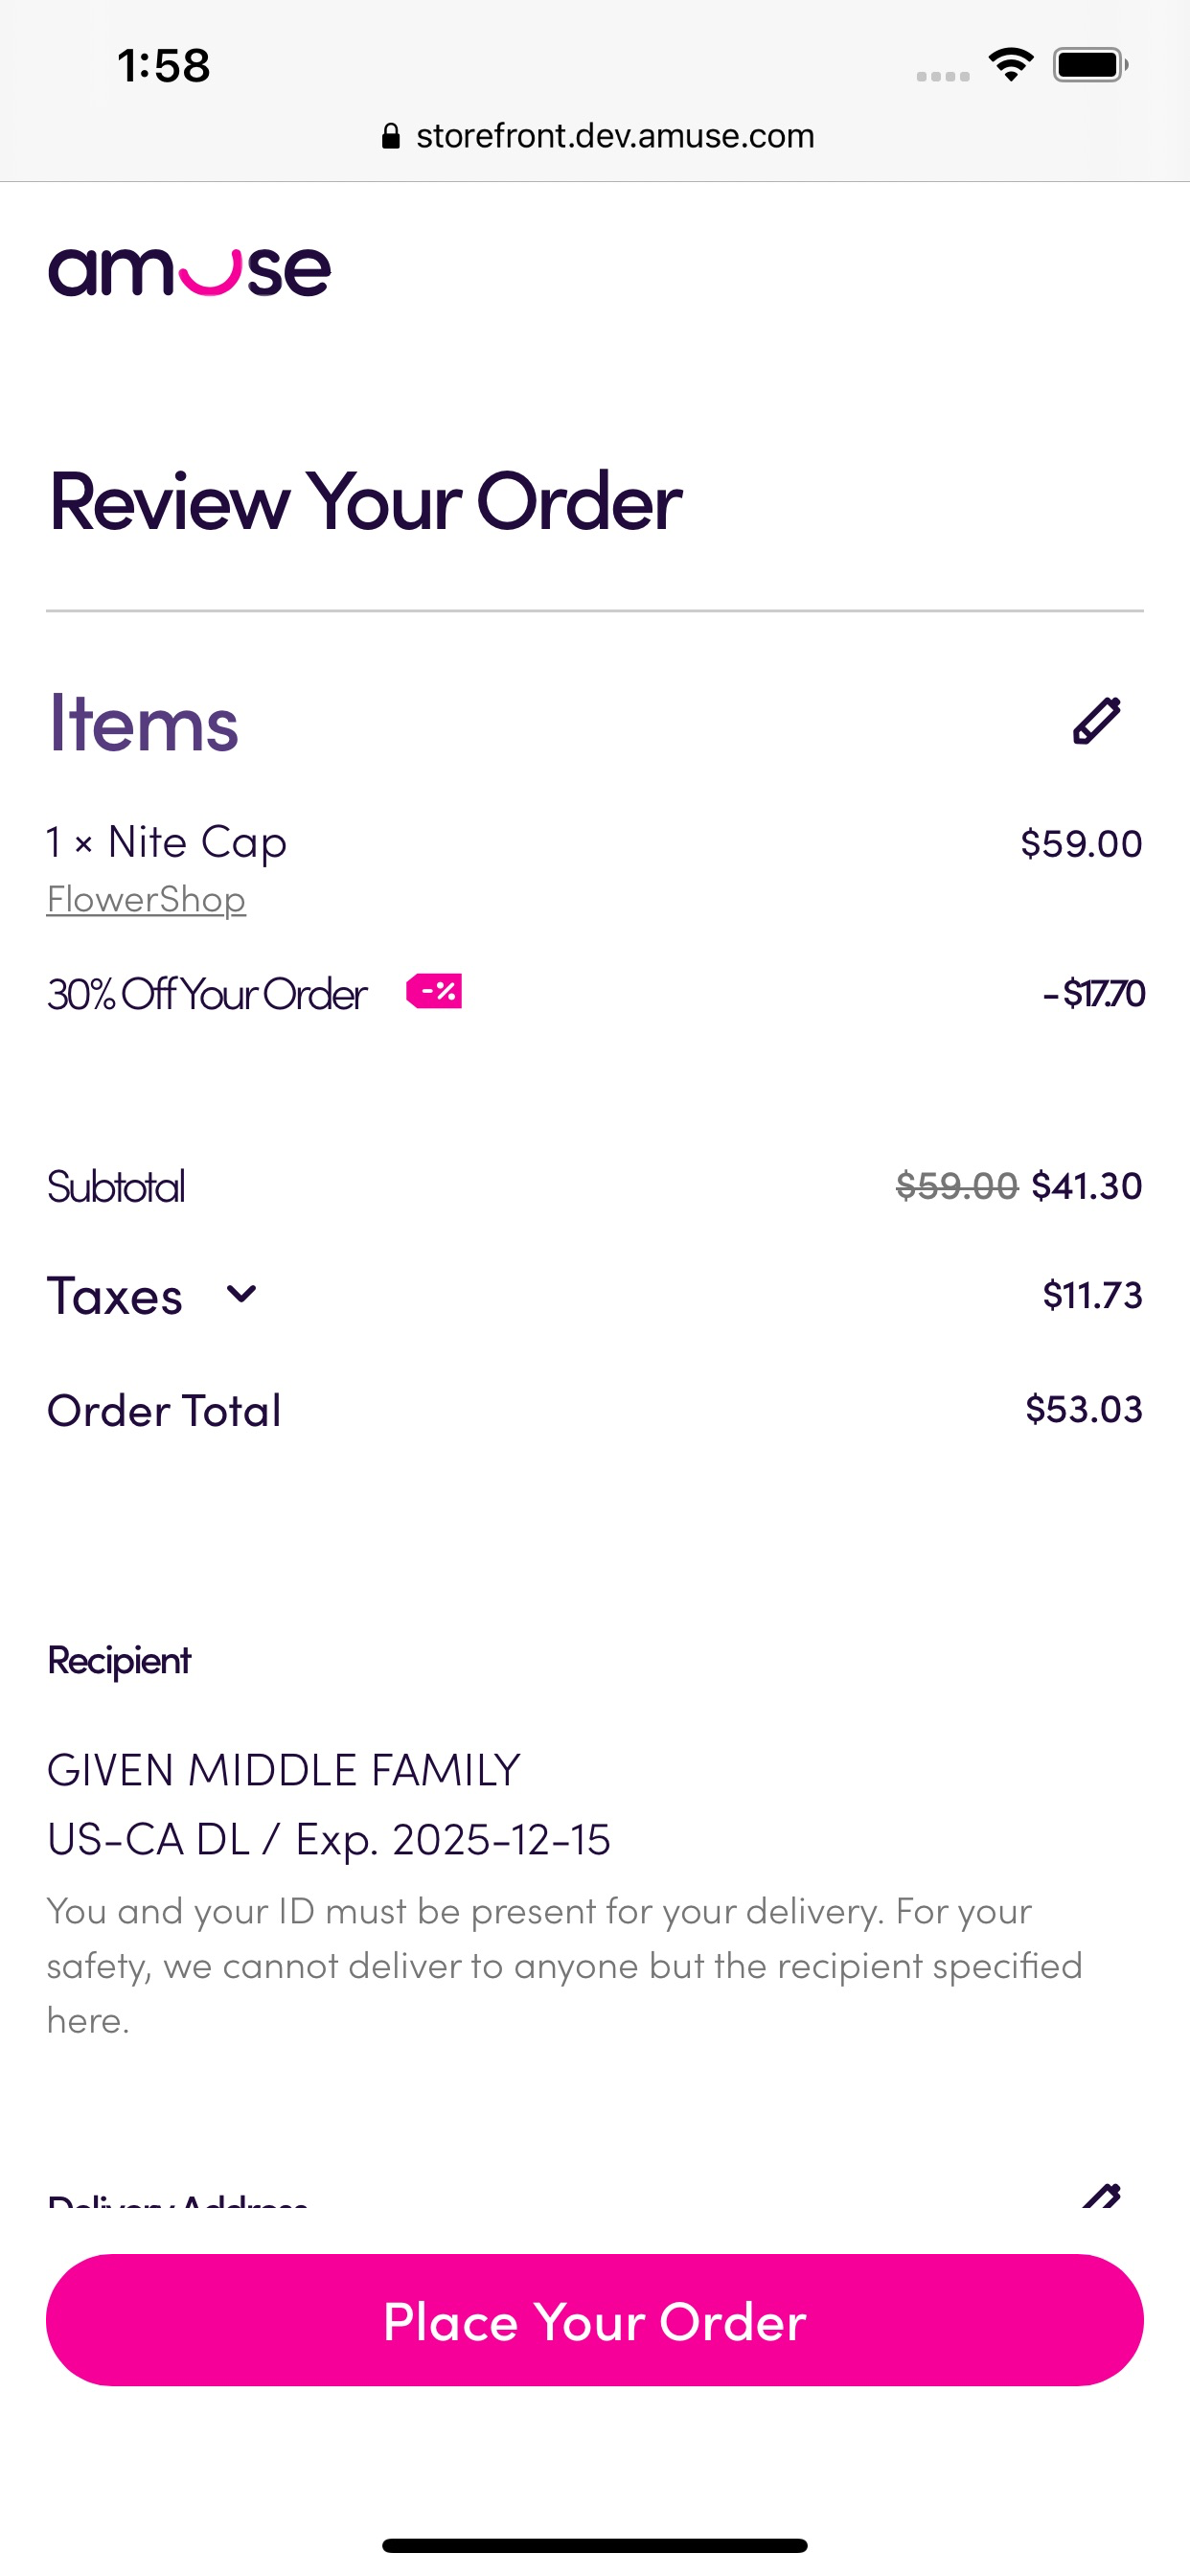 1:58
storefront.dev.amuse.com
amuse
Review Your Order
Items
1 × Nite Cap $59.00
FlowerShop
30% Off Your Order -% -$17.70
Subtotal $59.00 $41.30
Taxes $11.73
Order Total $53.03
Recipient
GIVEN MIDDLE FAMILY
US-CA DL / Exp. 2025-12-15
You and your ID must be present for your delivery. For your
safety, we cannot deliver to anyone but the recipient specified
here.
Delivery Address
Place Your Order